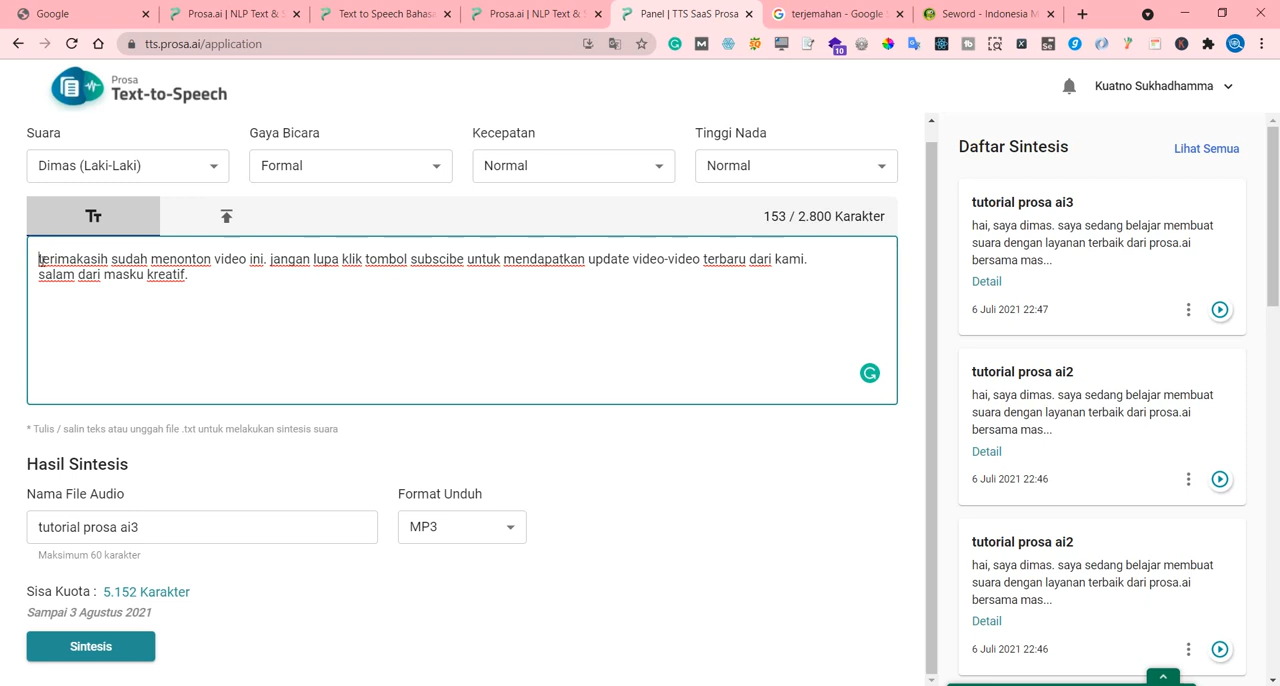 Google
Prosa.ai | NLP Text & S
Text to Speech Bahasa
Prosa.ai | NLP Text & S
Panel | TTS SaaS Prosa
terjemahan - Google S
Seword - Indonesia M
tts.prosa.ai/application
10
Prosa
Text-to-Speech
Kuatno Sukhadhamma
Suara
Gaya Bicara
Kecepatan
Tinggi Nada
Dimas (Laki-Laki)
Formal
Normal
Normal
153 / 2.800 Karakter
terimakasih sudah menonton video ini. jangan lupa klik tombol subscibe untuk mendapatkan update video-video terbaru dari kami.
salam dari masku kreatif.
* Tulis / salin teks atau unggah file .txt untuk melakukan sintesis suara
Hasil Sintesis
Nama File Audio
Format Unduh
tutorial prosa ai3
MP3
Maksimum 60 karakter
Sisa Kuota : 5.152 Karakter
Sampai 3 Agustus 2021
Sintesis
Daftar Sintesis
Lihat Semua
tutorial prosa ai3
hai, saya dimas. saya sedang belajar membuat
suara dengan layanan terbaik dari prosa.ai
bersama mas...
Detail
6 Juli 2021 22:47
tutorial prosa ai2
hai, saya dimas. saya sedang belajar membuat
suara dengan layanan terbaik dari prosa.ai
bersama mas...
Detail
6 Juli 2021 22:46
tutorial prosa ai2
hai, saya dimas. saya sedang belajar membuat
suara dengan layanan terbaik dari prosa.ai
bersama mas...
Detail
6 Juli 2021 22:46